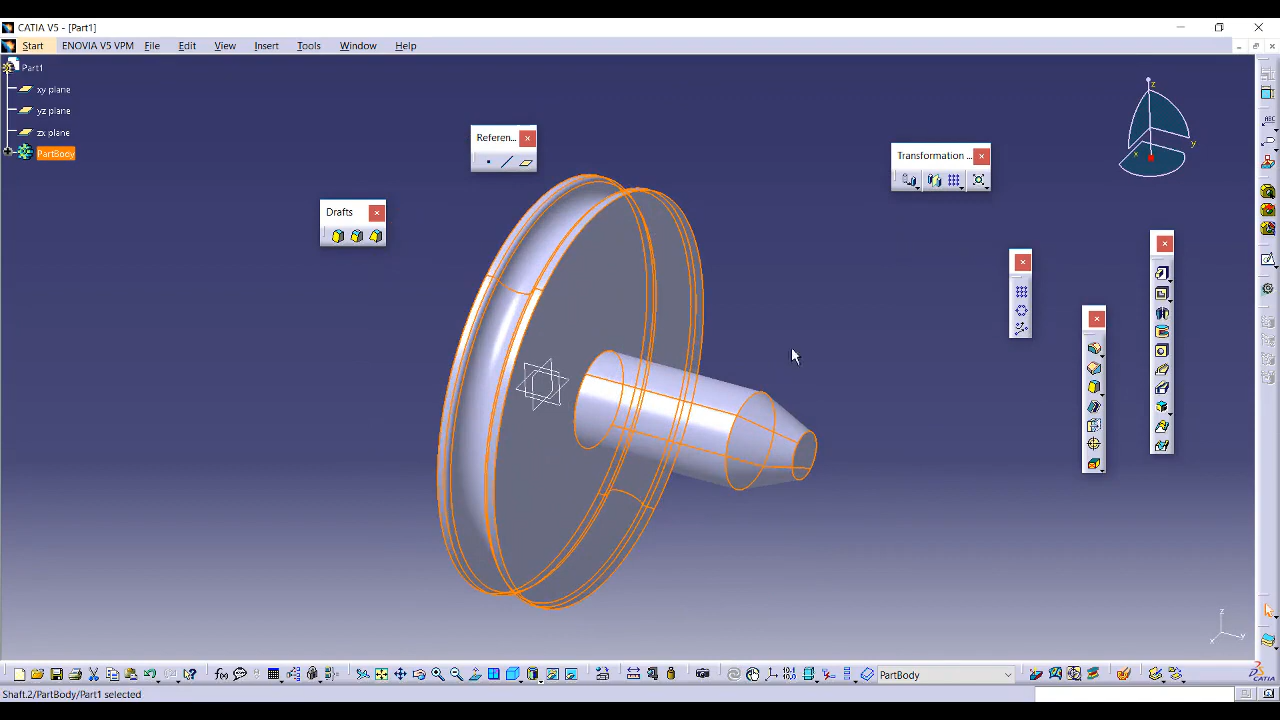 CATIA V5 - [Part1]
Start ENOVIA V5 VPM File Edit View Insert Tools Window Help
Part1
xy plane
yz plane
zx plane
PartBody
Referen...
Transformation ...
Drafts
z
y
x
z
x
y
PartBody
CATIA
Shaft.2/PartBody/Part1 selected